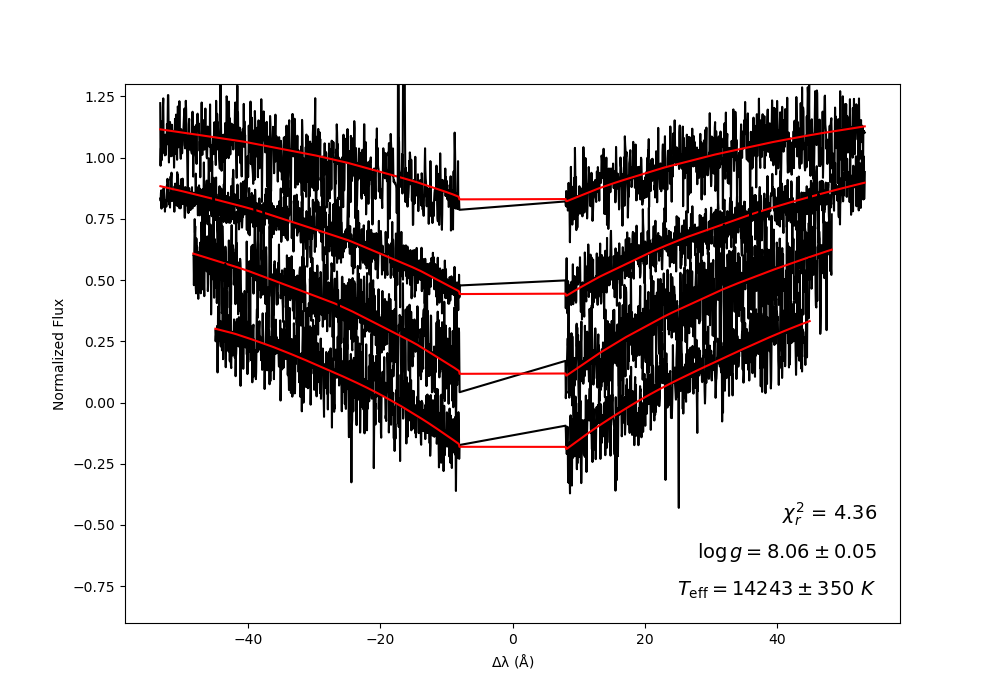 1.25
1.00
0.75
0.50
0.25
0.00
−0.25
−0.50
−0.75
Normalized Flux
χ²ᵣ = 4.36
log g = 8.06 ± 0.05
T_eff = 14243 ± 350 K
−40 −20 0 20 40
Δλ (Å)